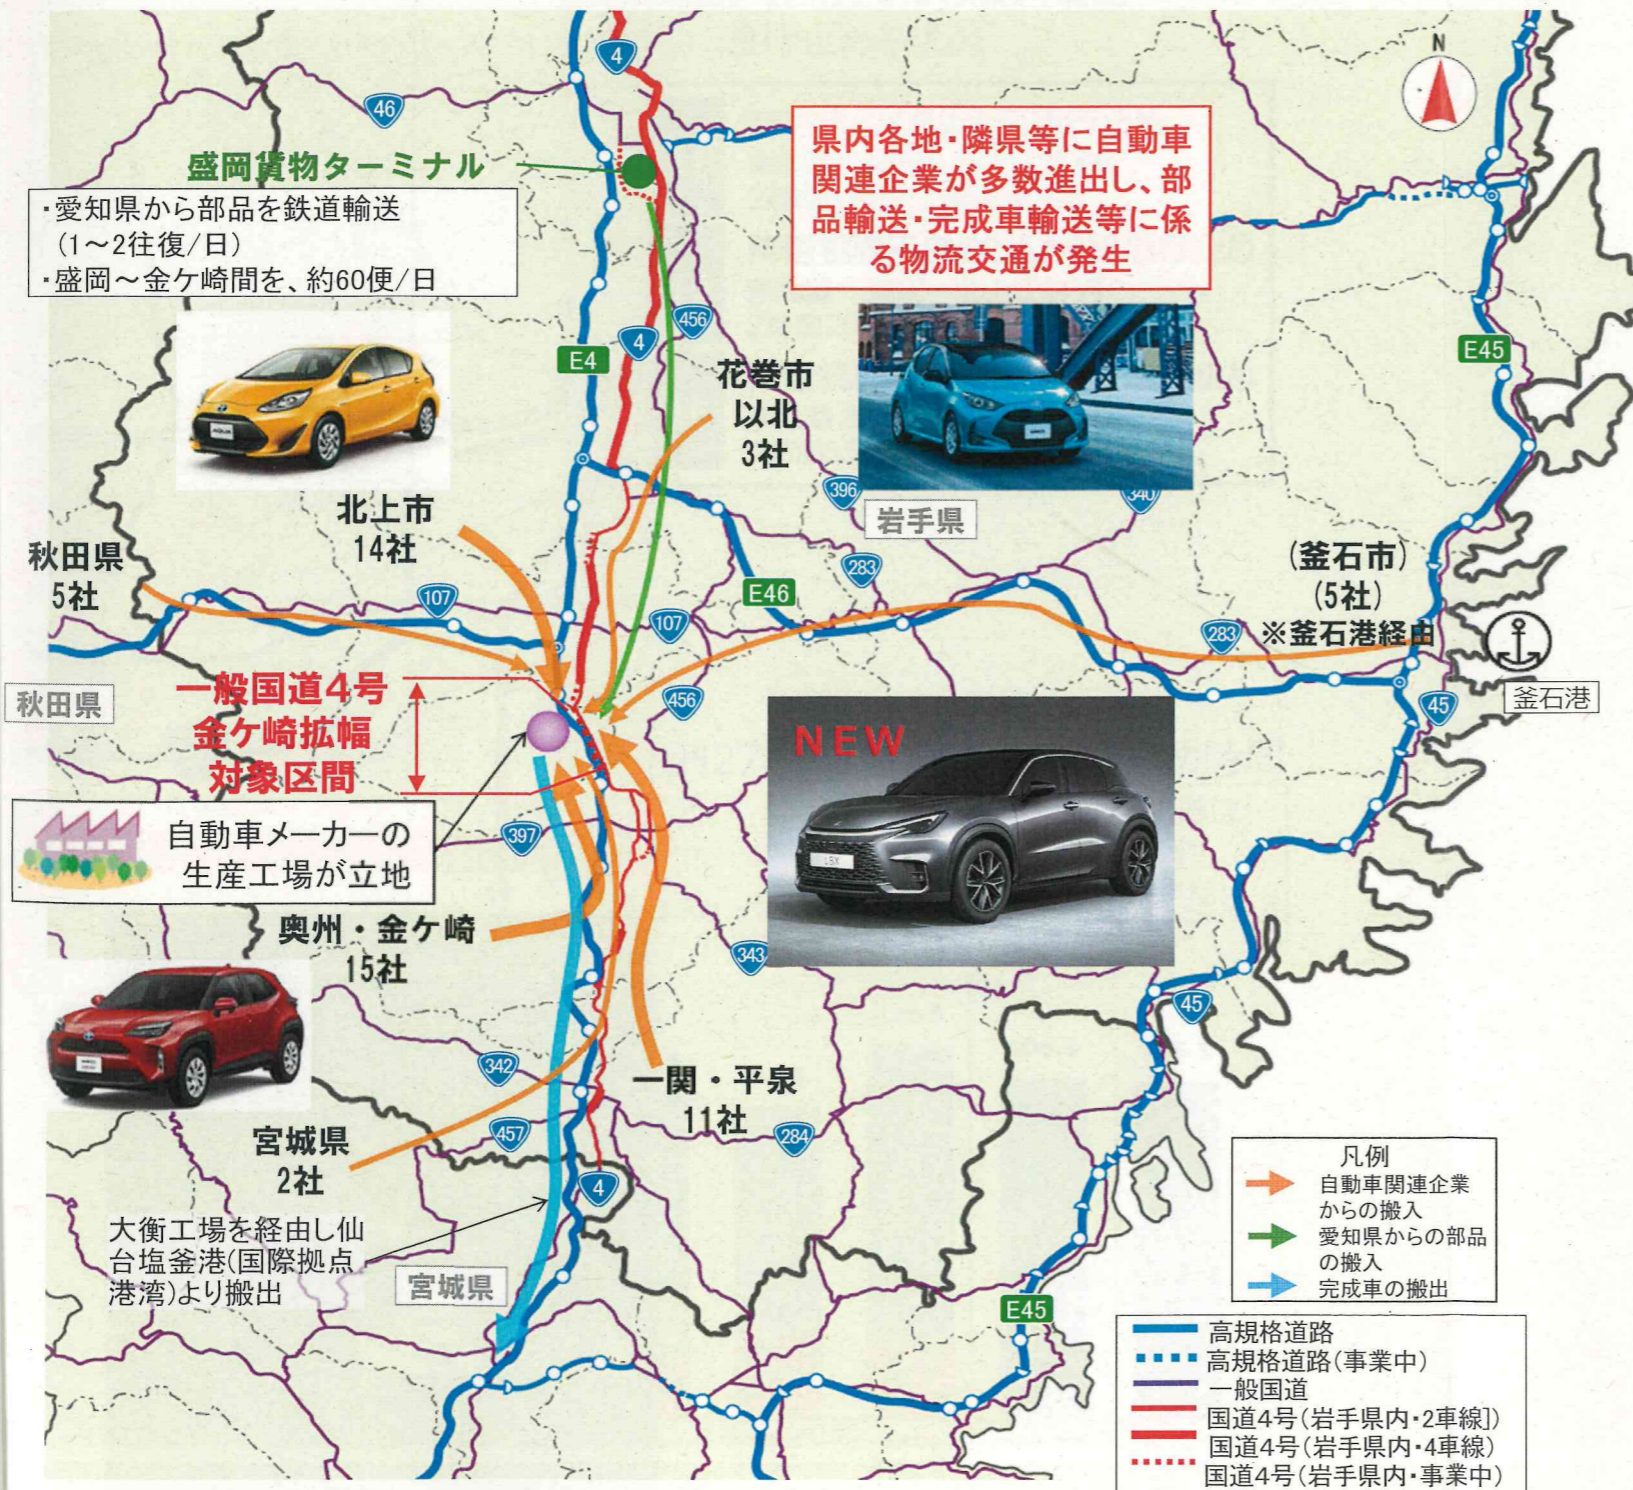 N
4
46
盛岡貨物ターミナル
・愛知県から部品を鉄道輸送
(1～2往復/日)
・盛岡～金ケ崎間を、約60便/日
県内各地・隣県等に自動車
関連企業が多数進出し、部
品輸送・完成車輸送等に係
る物流交通が発生
456
4
E4
E45
花巻市
以北
3社
AQUA
396
340
岩手県
北上市
14社
秋田県
5社
107
E46
283
107
(釜石市)
(5社)
※釜石港経由
283
釜石港
45
456
秋田県
一般国道4号
金ケ崎拡幅
対象区間
NEW
LBX
自動車メーカーの
生産工場が立地
397
奥州・金ケ崎
15社
343
45
342
一関・平泉
11社
457
284
宮城県
2社
4
大衡工場を経由し仙
台塩釜港(国際拠点
港湾)より搬出
宮城県
E45
凡例
自動車関連企業
からの搬入
愛知県からの部品
の搬入
完成車の搬出
高規格道路
高規格道路(事業中)
一般国道
国道4号(岩手県内・2車線])
国道4号(岩手県内・4車線)
国道4号(岩手県内・事業中)